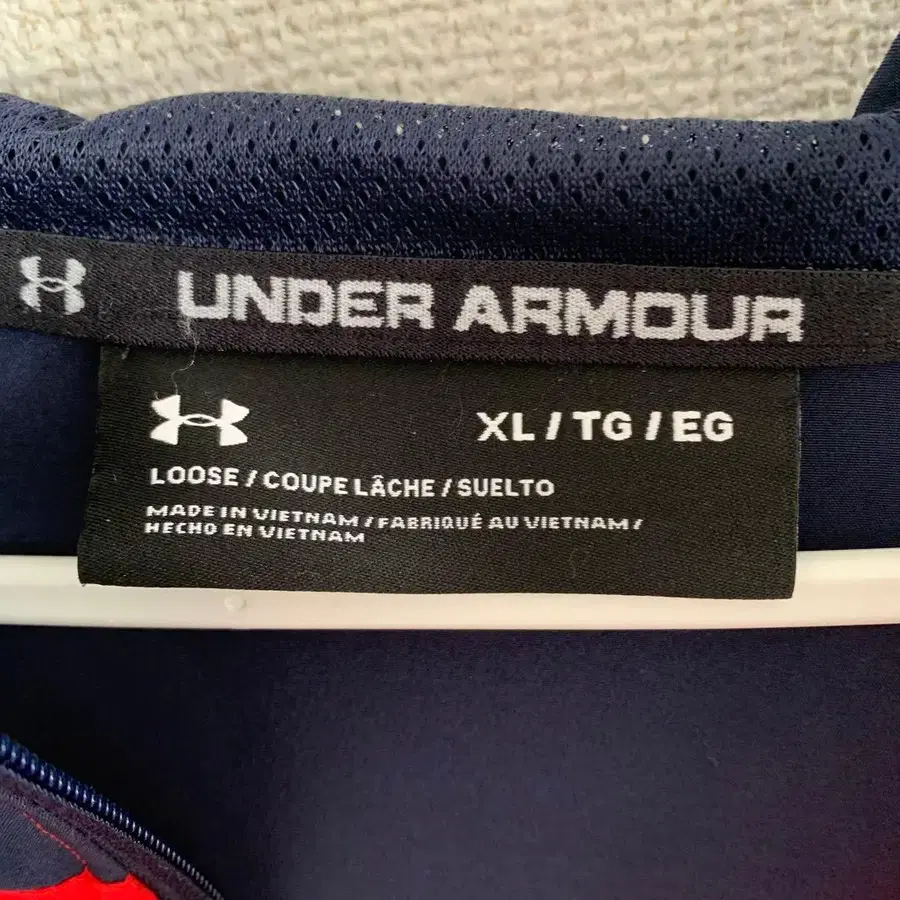 UNDER ARMOUR
XL / TG / EG
LOOSE / COUPE LÂCHE / SUELTO
MADE IN VIETNAM / FABRIQUÉ AU VIETNAM /
HECHO EN VIETNAM